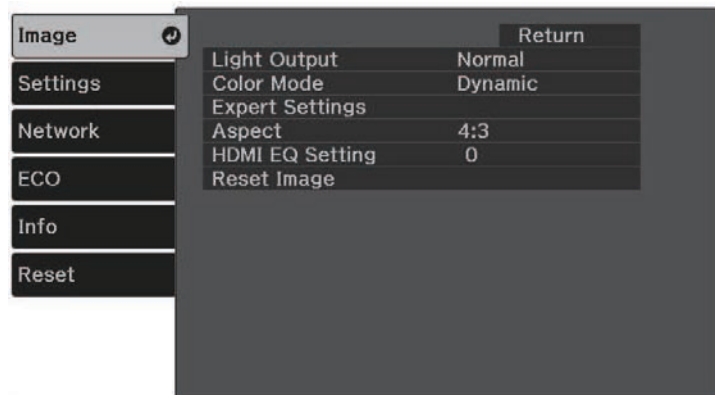 Image
Settings
Network
ECO
Info
Reset
Return
Light Output Normal
Color Mode Dynamic
Expert Settings
Aspect 4:3
HDMI EQ Setting 0
Reset Image